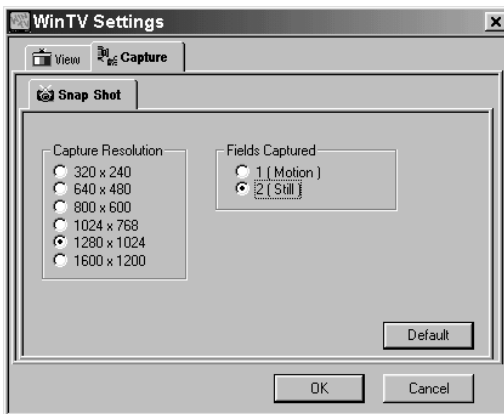 WinTV Settings
View Capture
Snap Shot
Capture Resolution
320 x 240
640 x 480
800 x 600
1024 x 768
1280 x 1024
1600 x 1200
Fields Captured
1 ( Motion )
2 ( Still )
Default
OK Cancel